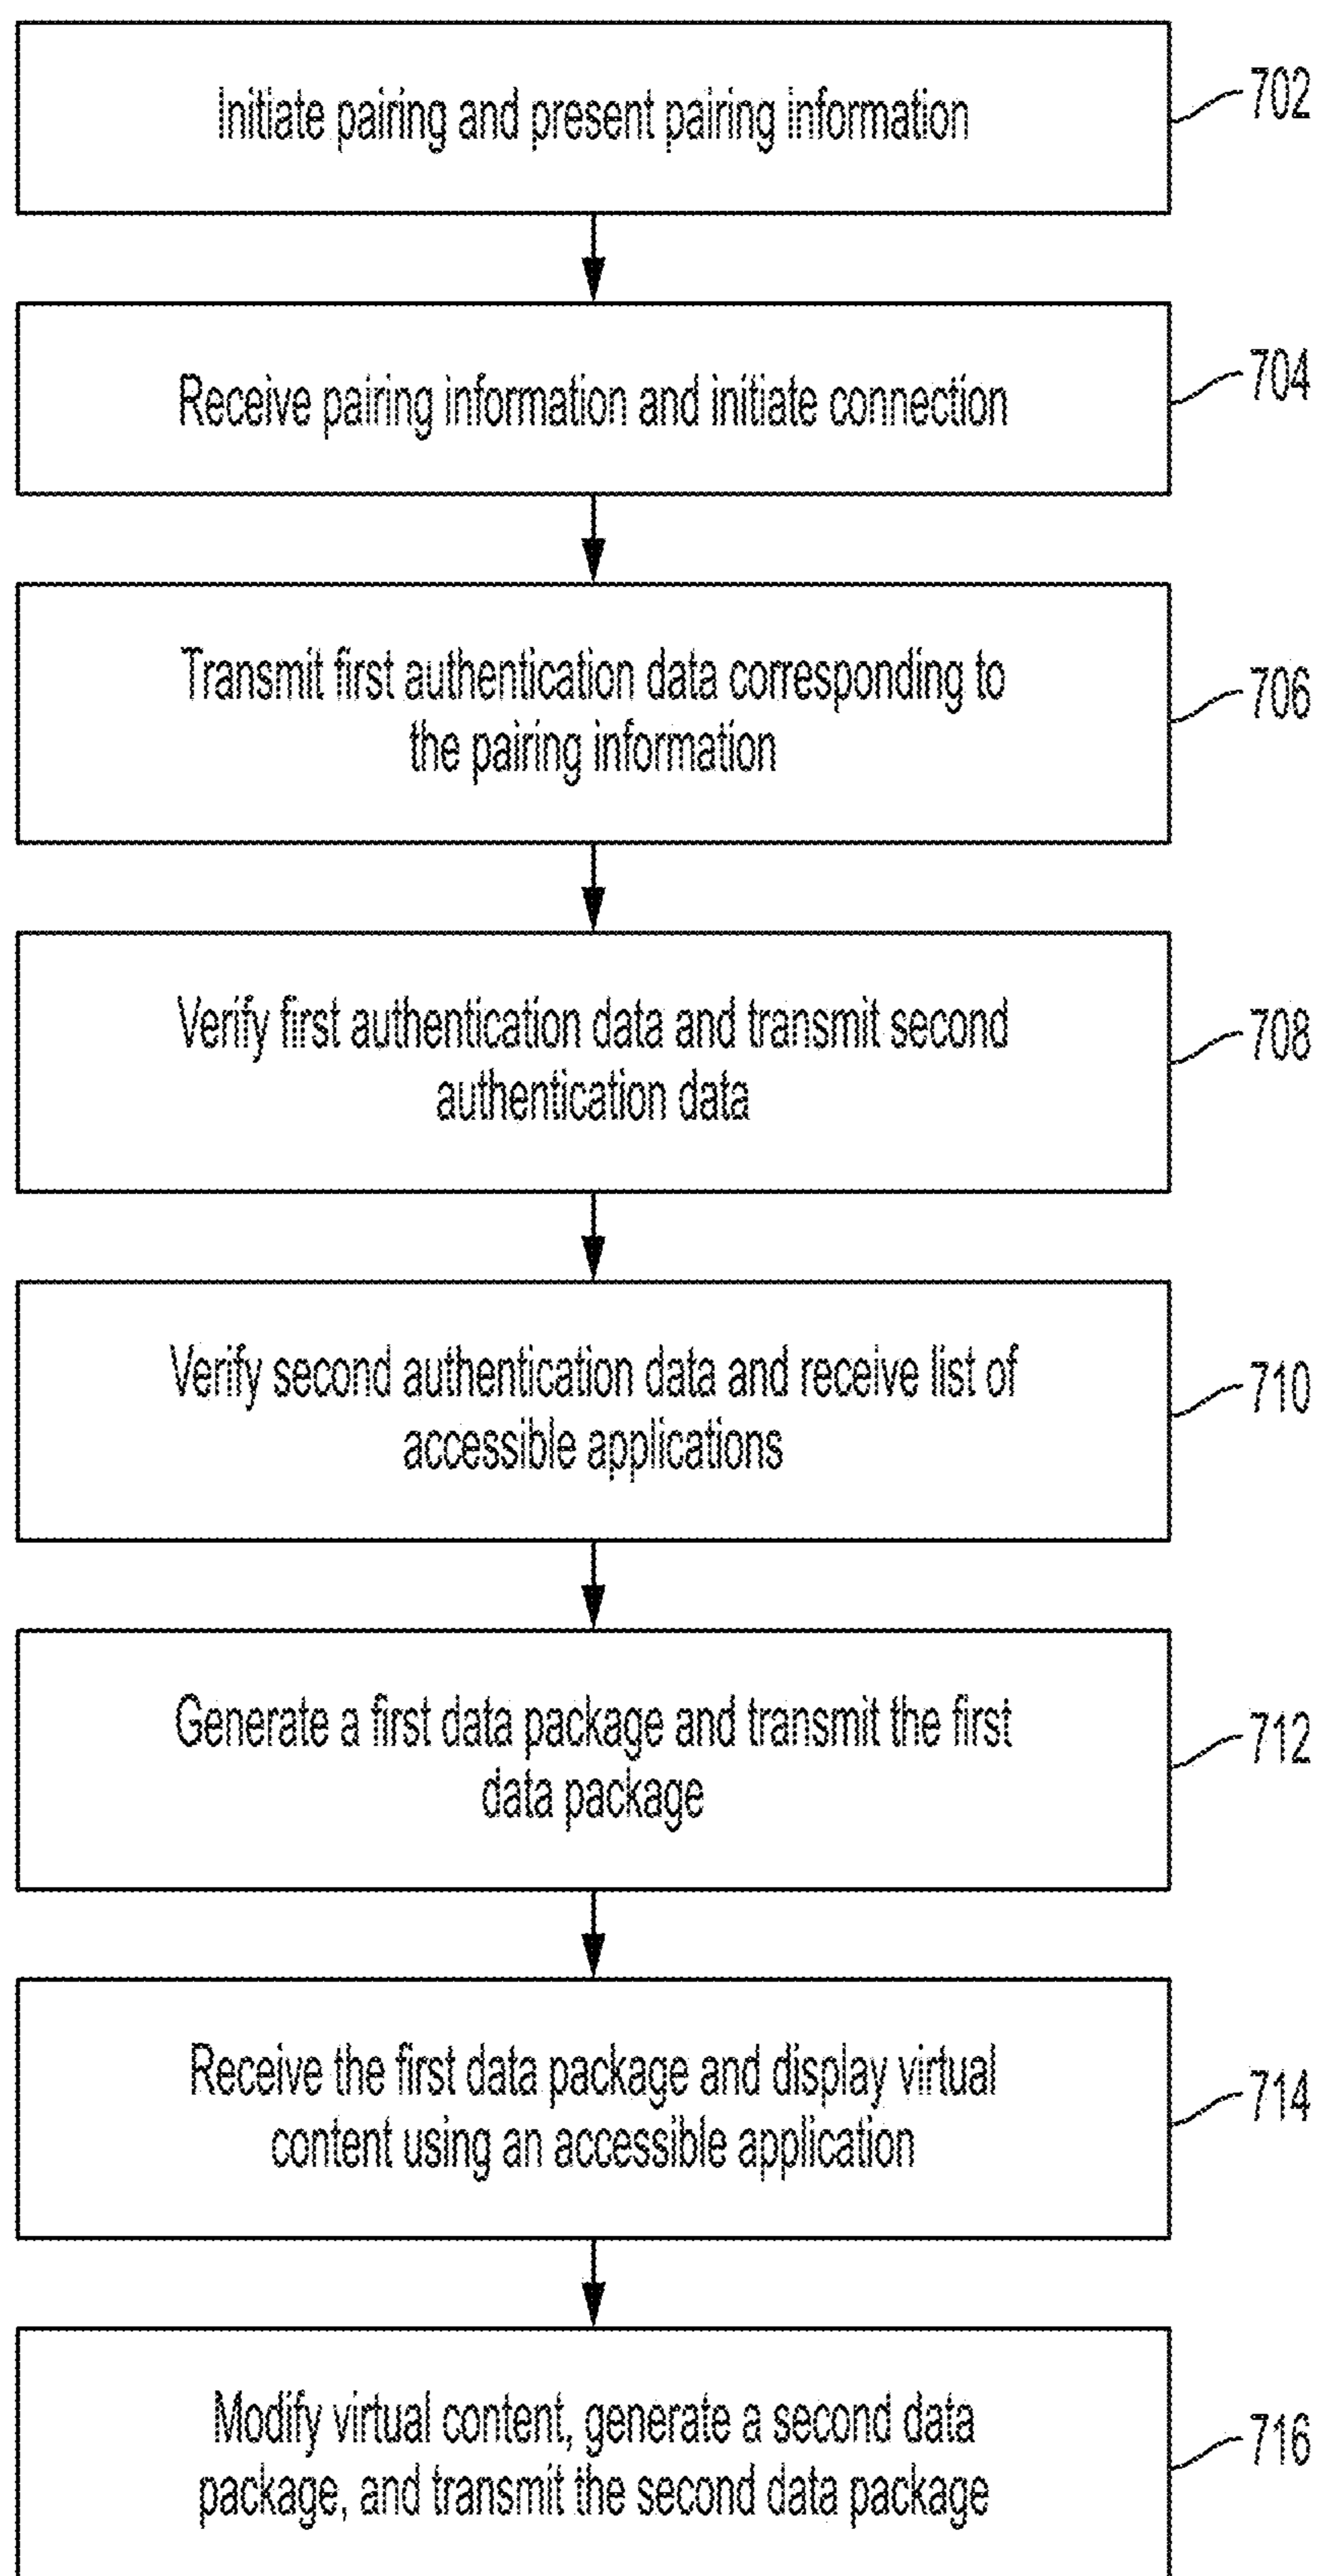 Initiate pairing and present pairing information
702
Receive pairing information and initiate connection
704
Transmit first authentication data corresponding to
the pairing information
706
Verify first authentication data and transmit second
authentication data
708
Verify second authentication data and receive list of
accessible applications
710
Generate a first data package and transmit the first
data package
712
Receive the first data package and display virtual
content using an accessible application
714
Modify virtual content, generate a second data
package, and transmit the second data package
716